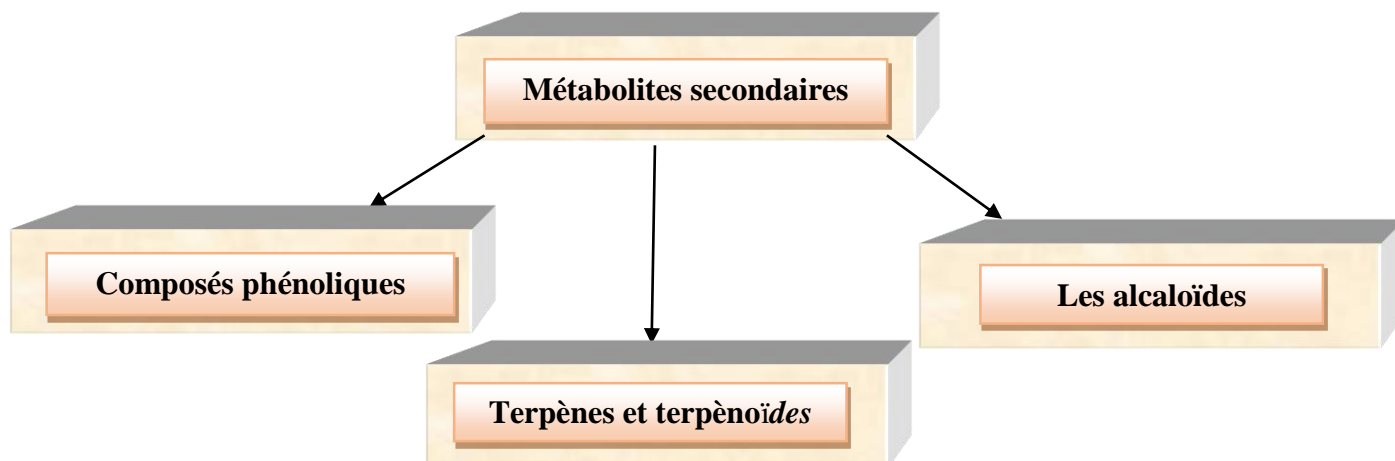 Métabolites secondaires
Composés phénoliques
Les alcaloïdes
Terpènes et terpènoïdes